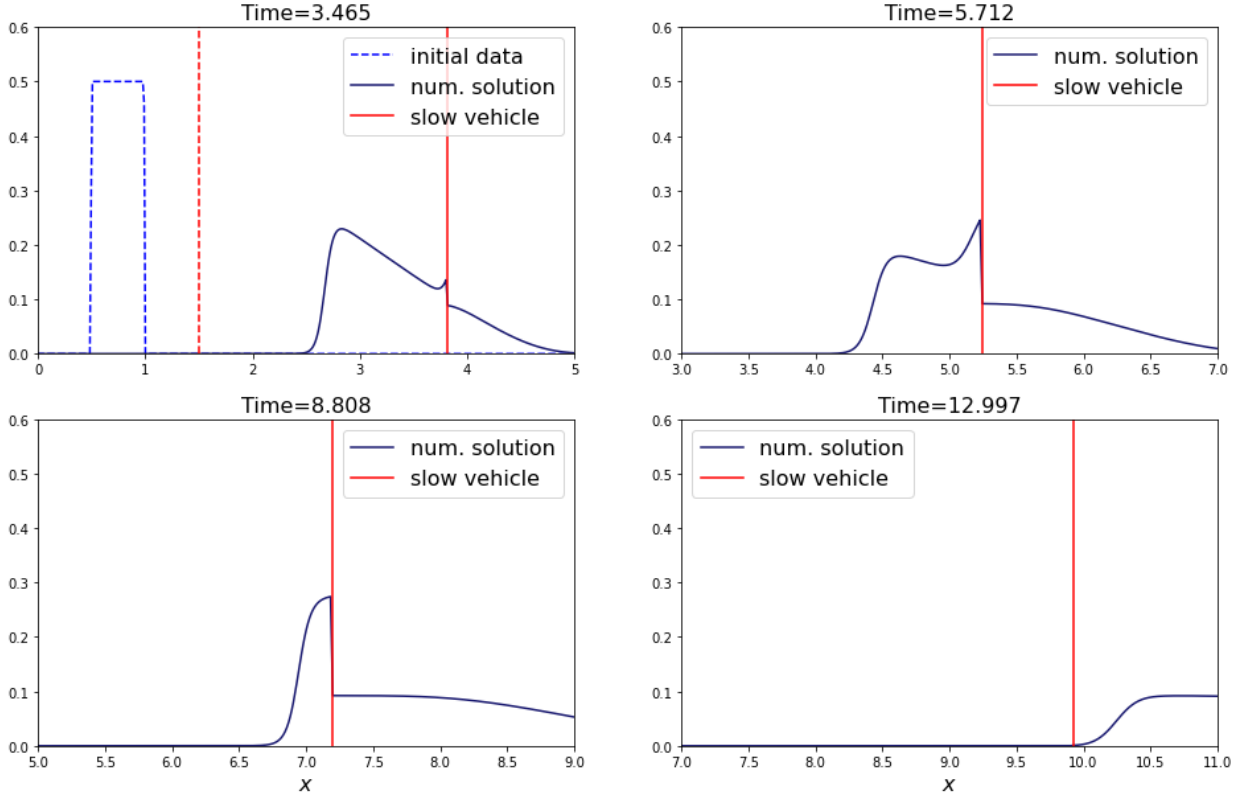 Time=3.465
0.6
0.5
0.4
0.3
0.2
0.1
0.0
0 1 2 3 4 5
initial data
num. solution
slow vehicle
Time=5.712
0.6
0.5
0.4
0.3
0.2
0.1
0.0
3.0 3.5 4.0 4.5 5.0 5.5 6.0 6.5 7.0
num. solution
slow vehicle
Time=8.808
0.6
0.5
0.4
0.3
0.2
0.1
0.0
5.0 5.5 6.0 6.5 7.0 7.5 8.0 8.5 9.0
x
num. solution
slow vehicle
Time=12.997
0.6
0.5
0.4
0.3
0.2
0.1
0.0
7.0 7.5 8.0 8.5 9.0 9.5 10.0 10.5 11.0
x
num. solution
slow vehicle